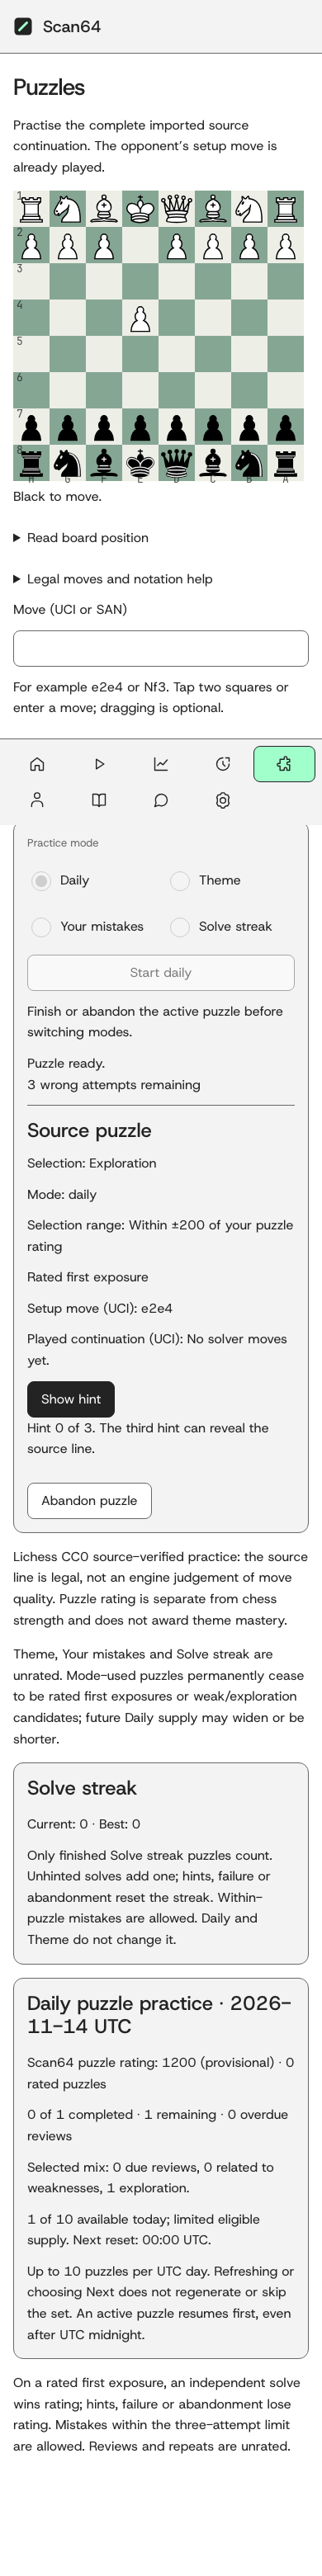 Scan64
Puzzles
Practise the complete imported source
continuation. The opponent's setup move is
already played.
1
2
3
4
5
6
7
8
H G F E D C B A
Black to move.
Read board position
Legal moves and notation help
Move (UCI or SAN)
For example e2e4 or Nf3. Tap two squares or
enter a move; dragging is optional.
Practice mode
Daily Theme
Your mistakes Solve streak
Start daily
Finish or abandon the active puzzle before
switching modes.
Puzzle ready.
3 wrong attempts remaining
Source puzzle
Selection: Exploration
Mode: daily
Selection range: Within ±200 of your puzzle
rating
Rated first exposure
Setup move (UCI): e2e4
Played continuation (UCI): No solver moves
yet.
Show hint
Hint 0 of 3. The third hint can reveal the
source line.
Abandon puzzle
Lichess CC0 source-verified practice: the source
line is legal, not an engine judgement of move
quality. Puzzle rating is separate from chess
strength and does not award theme mastery.
Theme, Your mistakes and Solve streak are
unrated. Mode-used puzzles permanently cease
to be rated first exposures or weak/exploration
candidates; future Daily supply may widen or be
shorter.
Solve streak
Current: 0 · Best: 0
Only finished Solve streak puzzles count.
Unhinted solves add one; hints, failure or
abandonment reset the streak. Within-
puzzle mistakes are allowed. Daily and
Theme do not change it.
Daily puzzle practice · 2026-
11-14 UTC
Scan64 puzzle rating: 1200 (provisional) · 0
rated puzzles
0 of 1 completed · 1 remaining · 0 overdue
reviews
Selected mix: 0 due reviews, 0 related to
weaknesses, 1 exploration.
1 of 10 available today; limited eligible
supply. Next reset: 00:00 UTC.
Up to 10 puzzles per UTC day. Refreshing or
choosing Next does not regenerate or skip
the set. An active puzzle resumes first, even
after UTC midnight.
On a rated first exposure, an independent solve
wins rating; hints, failure or abandonment lose
rating. Mistakes within the three-attempt limit
are allowed. Reviews and repeats are unrated.